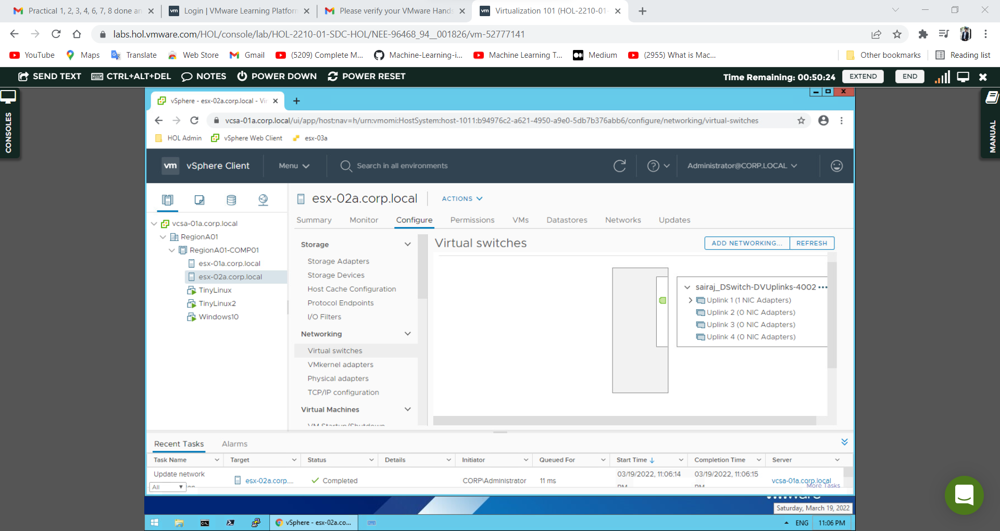 Practical 1, 2, 3, 4, 6, 7, 8 done an
Login | VMware Learning Platform
Please verify your VMware Hands
vm Virtualization 101 (HOL-2210-01-
labs.hol.vmware.com/HOL/console/lab/HOL-2210-01-SDC-HOL/NEE-96468_94__001826/vm-52777141
YouTube Maps Translate Web Store Gmail (5209) Complete M... Machine-Learning-i... Machine Learning T... Medium (2955) What is Mac... Other bookmarks Reading list
SEND TEXT CTRL+ALT+DEL NOTES POWER DOWN POWER RESET Time Remaining: 00:50:24 EXTEND END
CONSOLES
MANUAL
vSphere - esx-02a.corp.local - Vir
vcsa-01a.corp.local/ui/app/host;nav=h/urn:vmomi:HostSystem:host-1011:b94976c2-a621-4950-a9e0-5db7b376abb6/configure/networking/virtual-switches
HOL Admin vSphere Web Client esx-03a
vm vSphere Client Menu Search in all environments Administrator@CORP.LOCAL
vcsa-01a.corp.local
RegionA01
RegionA01-COMP01
esx-01a.corp.local
esx-02a.corp.local
TinyLinux
TinyLinux2
Windows10
esx-02a.corp.local ACTIONS
Summary Monitor Configure Permissions VMs Datastores Networks Updates
Storage
Storage Adapters
Storage Devices
Host Cache Configuration
Protocol Endpoints
I/O Filters
Networking
Virtual switches
VMkernel adapters
Physical adapters
TCP/IP configuration
Virtual Machines
VM Startup/Shutdown
Virtual switches
ADD NETWORKING... REFRESH
sairaj_DSwitch-DVUplinks-4002 •••
Uplink 1 (1 NIC Adapters)
Uplink 2 (0 NIC Adapters)
Uplink 3 (0 NIC Adapters)
Uplink 4 (0 NIC Adapters)
Recent Tasks Alarms
Task Name Target Status Details Initiator Queued For Start Time Completion Time Server
Update network
esx-02a.corp.... Completed CORP\Administrator 11 ms 03/19/2022, 11:06:14 PM 03/19/2022, 11:06:15 PM vcsa-01a.corp.local
All
More Tasks
vmware
Saturday, March 19, 2022
vSphere - esx-02a.co...
ENG 11:06 PM